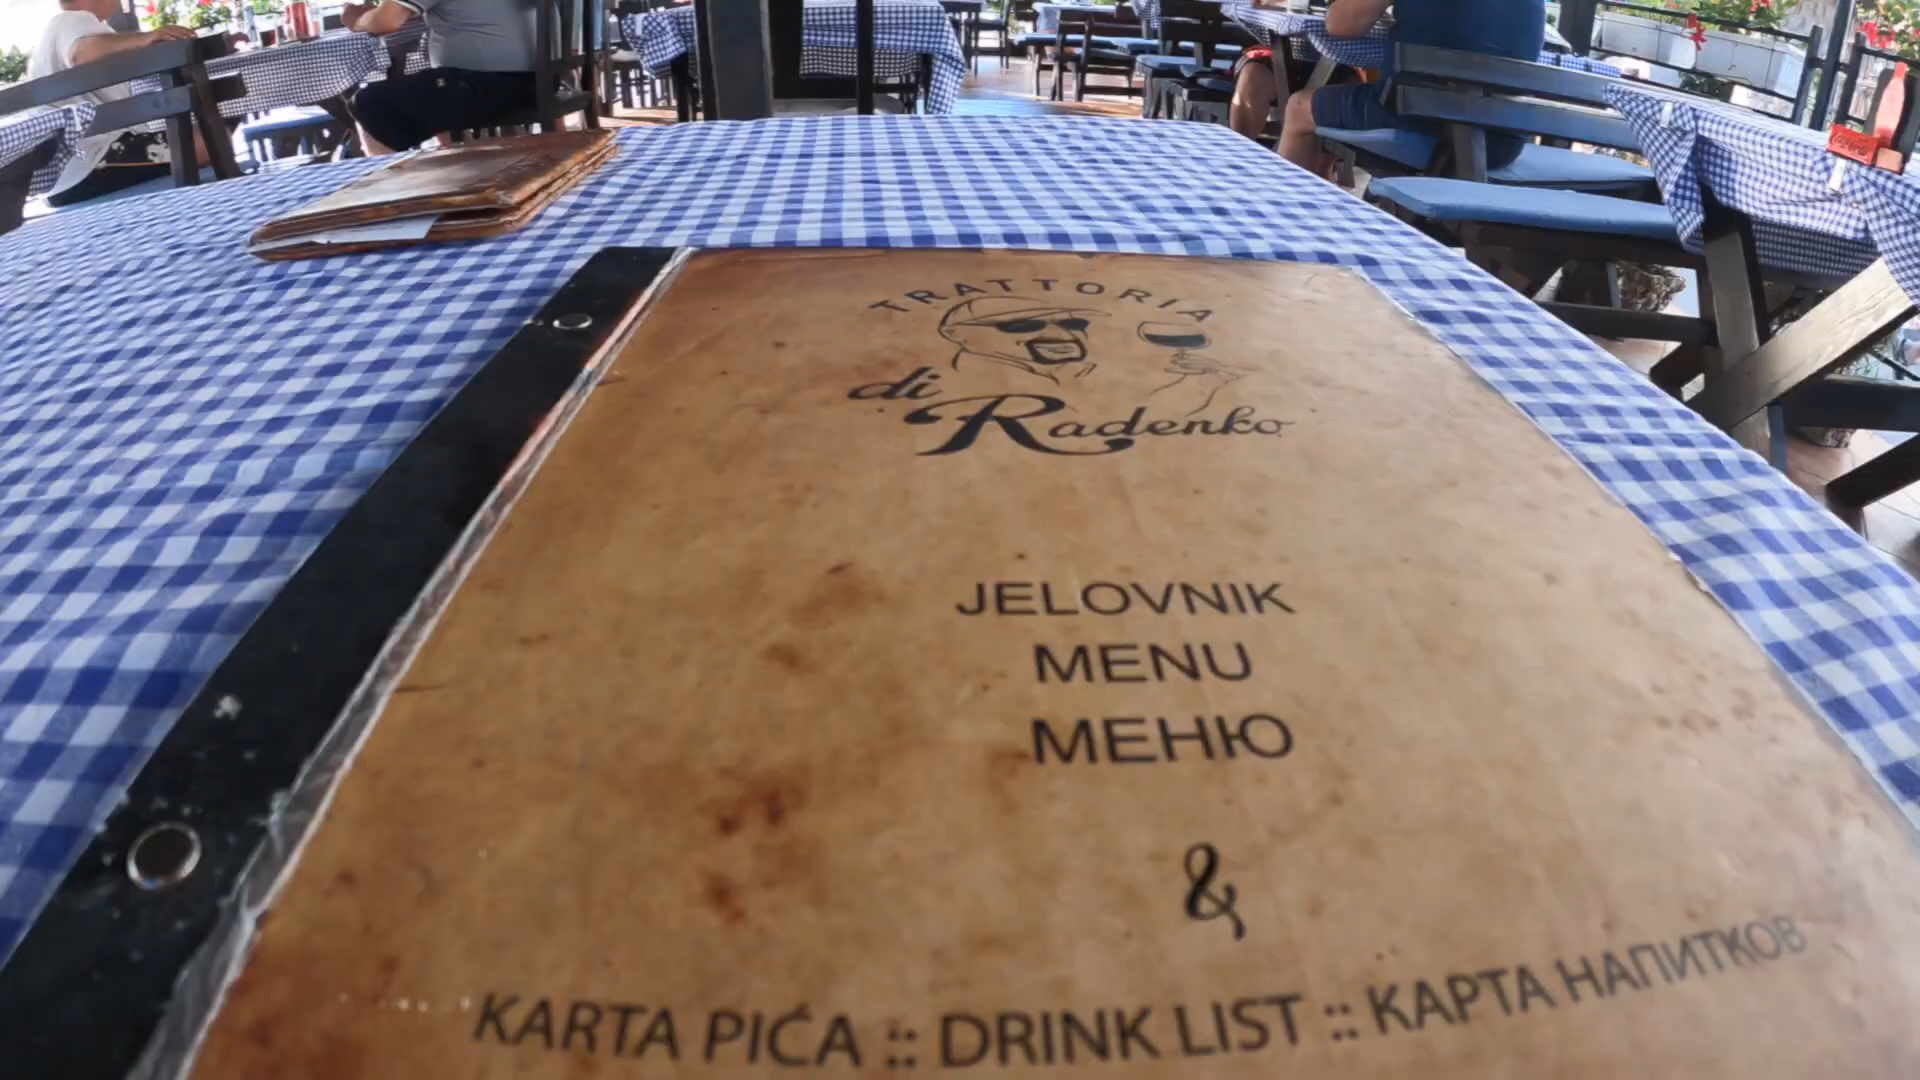 TRATTORIA
di Radenko
JELOVNIK
MENU
МЕНЮ
&
KARTA PIĆA :: DRINK LIST :: КАРТА НАПИТКОВ